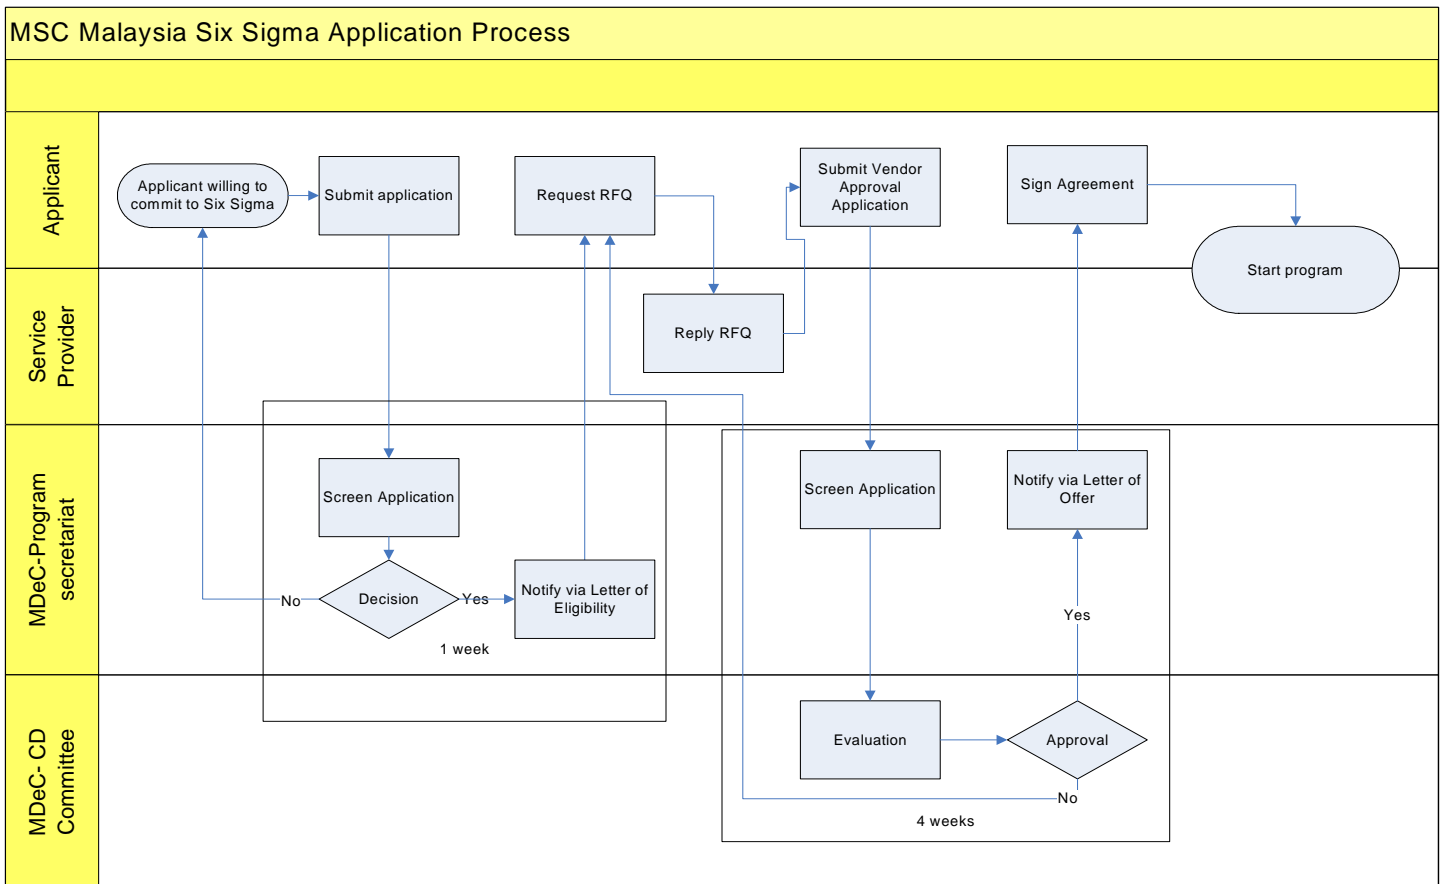 MSC Malaysia Six Sigma Application Process
Applicant
Applicant willing to
commit to Six Sigma
Submit application
Request RFQ
Submit Vendor
Approval
Application
Sign Agreement
Start program
Service
Provider
Reply RFQ
MDeC-Program
secretariat
Screen Application
Decision
No
Yes
Notify via Letter of
Eligibility
1 week
Screen Application
Notify via Letter of
Offer
Yes
MDeC- CD
Committee
Evaluation
Approval
No
4 weeks